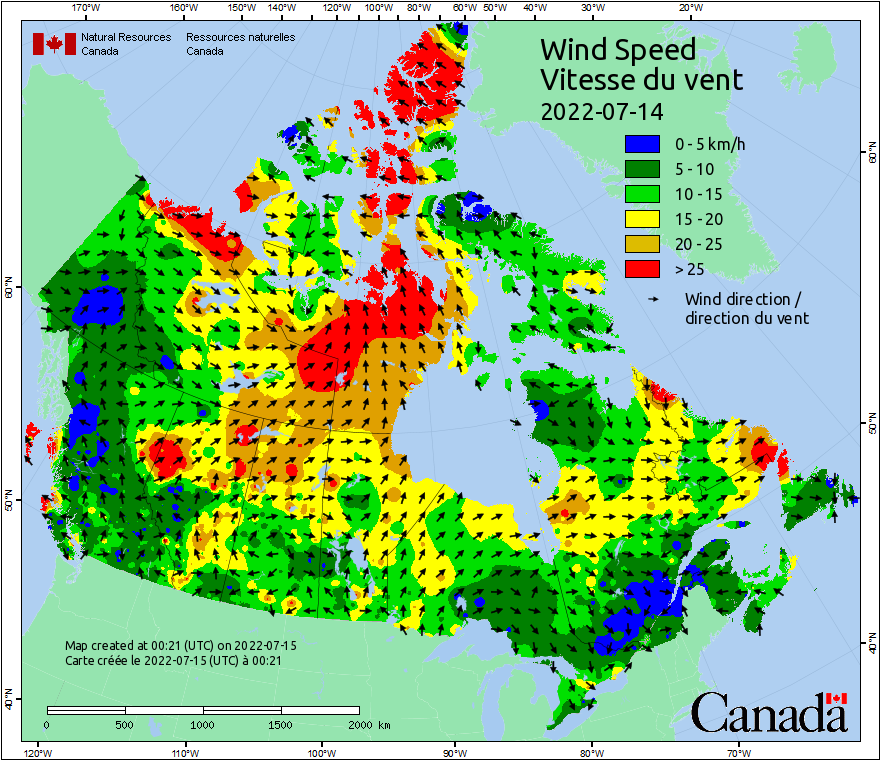 170°W 160°W 150°W 140°W 120°W 100°W 80°W 60°W 50°W 40°W 30°W 20°W
Natural Resources Ressources naturelles
Canada Canada
Wind Speed
Vitesse du vent
2022-07-14
0 - 5 km/h
5 - 10
10 - 15
15 - 20
20 - 25
> 25
Wind direction /
direction du vent
60°N
60°N
50°N
50°N
40°N
40°N
Map created at 00:21 (UTC) on 2022-07-15
Carte créée le 2022-07-15 (UTC) à 00:21
0 500 1000 1500 2000 km
Canada
120°W 110°W 100°W 90°W 80°W 70°W